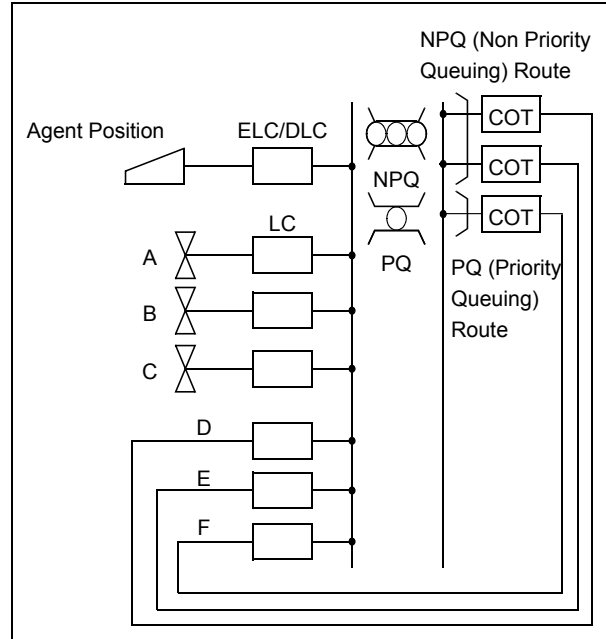 NPQ (Non Priority
Queuing) Route
Agent Position
ELC/DLC
COT
NPQ
COT
LC
COT
A
PQ
PQ (Priority
Queuing)
Route
B
C
D
E
F